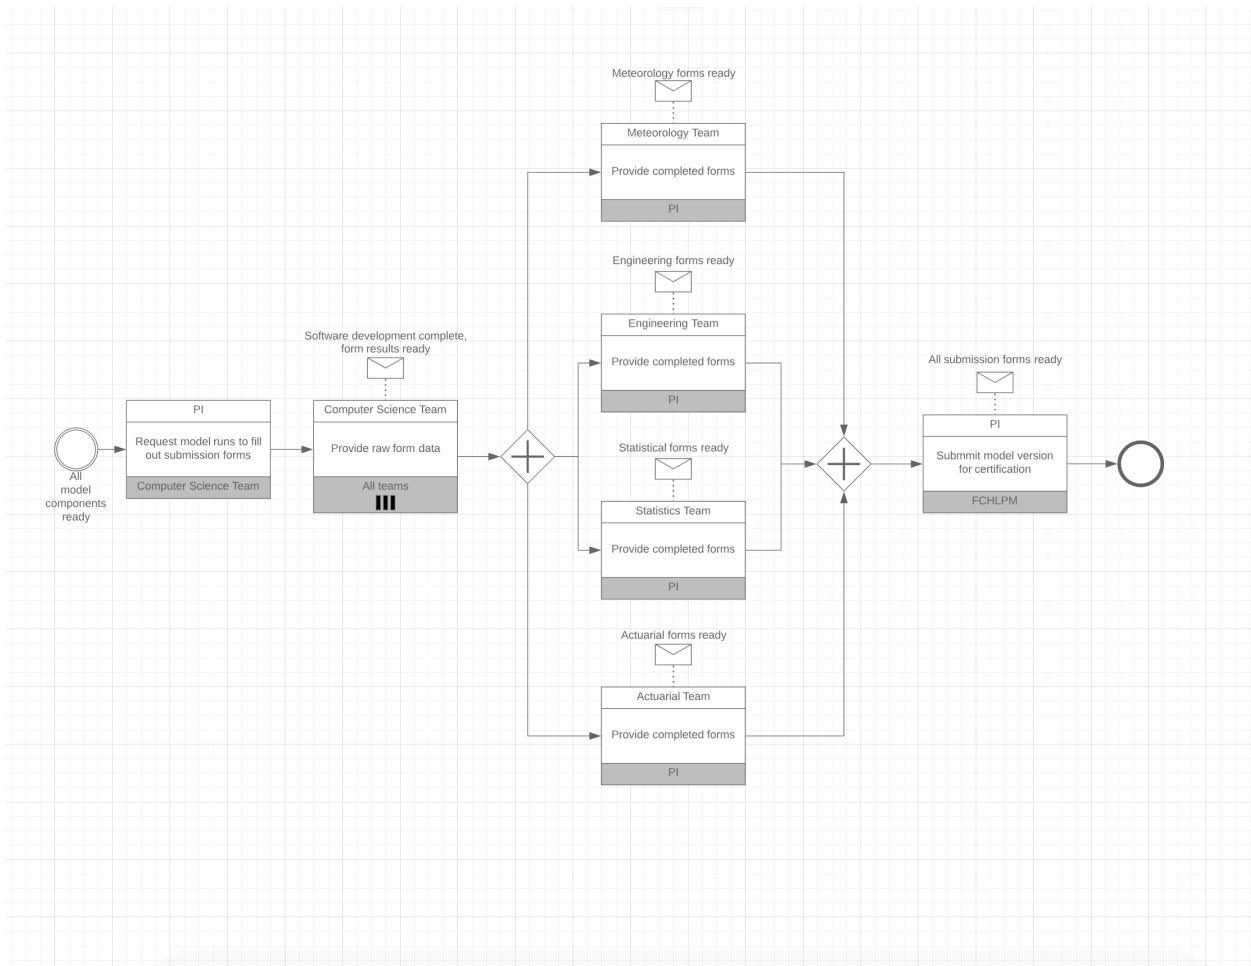 Meteorology forms ready
Meteorology Team
Provide completed forms
PI
Engineering forms ready
Engineering Team
Provide completed forms
PI
Software development complete,
form results ready
All submission forms ready
PI
Request model runs to fill
out submission forms
Computer Science Team
Computer Science Team
Provide raw form data
All teams
All
model
components
ready
Statistical forms ready
Statistics Team
Provide completed forms
PI
PI
Submmit model version
for certification
FCHLPM
Actuarial forms ready
Actuarial Team
Provide completed forms
PI